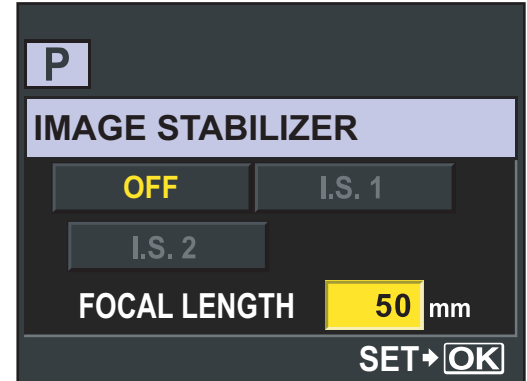 P
IMAGE STABILIZER
OFF I.S. 1
I.S. 2
FOCAL LENGTH 50 mm
SET→OK